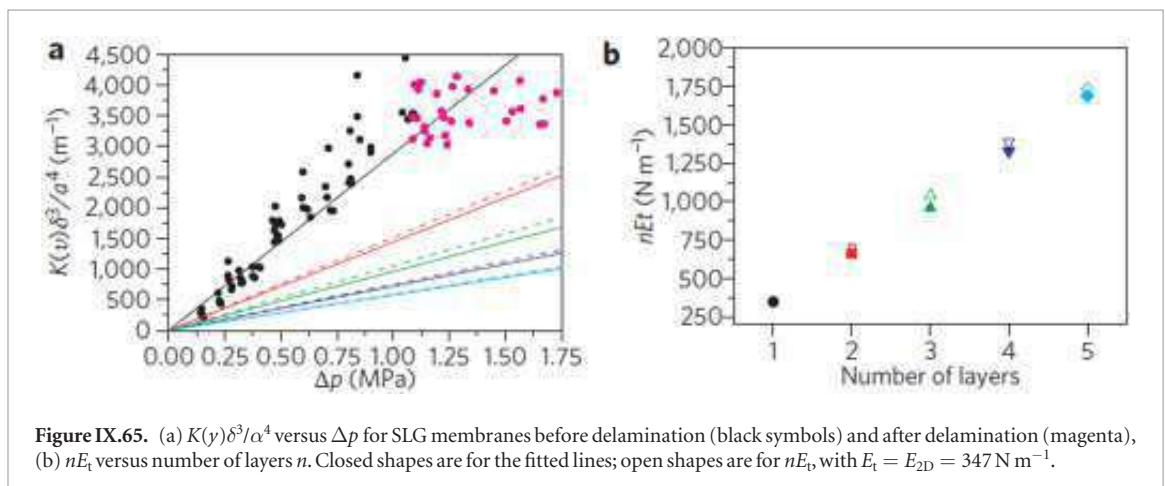 a
4,500
4,000
3,500
3,000
2,500
2,000
1,500
1,000
500
0
K(υ)δ³/a⁴ (m⁻¹)
0.00 0.25 0.50 0.75 1.00 1.25 1.50 1.75
Δp (MPa)
b
2,000
1,750
1,500
1,250
1,000
750
500
250
nEt (N m⁻¹)
1 2 3 4 5
Number of layers
Figure IX.65. (a) K(y)δ³/α⁴ versus Δp for SLG membranes before delamination (black symbols) and after delamination (magenta),
(b) nEₜ versus number of layers n. Closed shapes are for the fitted lines; open shapes are for nEₜ, with Eₜ = E₂D = 347 N m⁻¹.